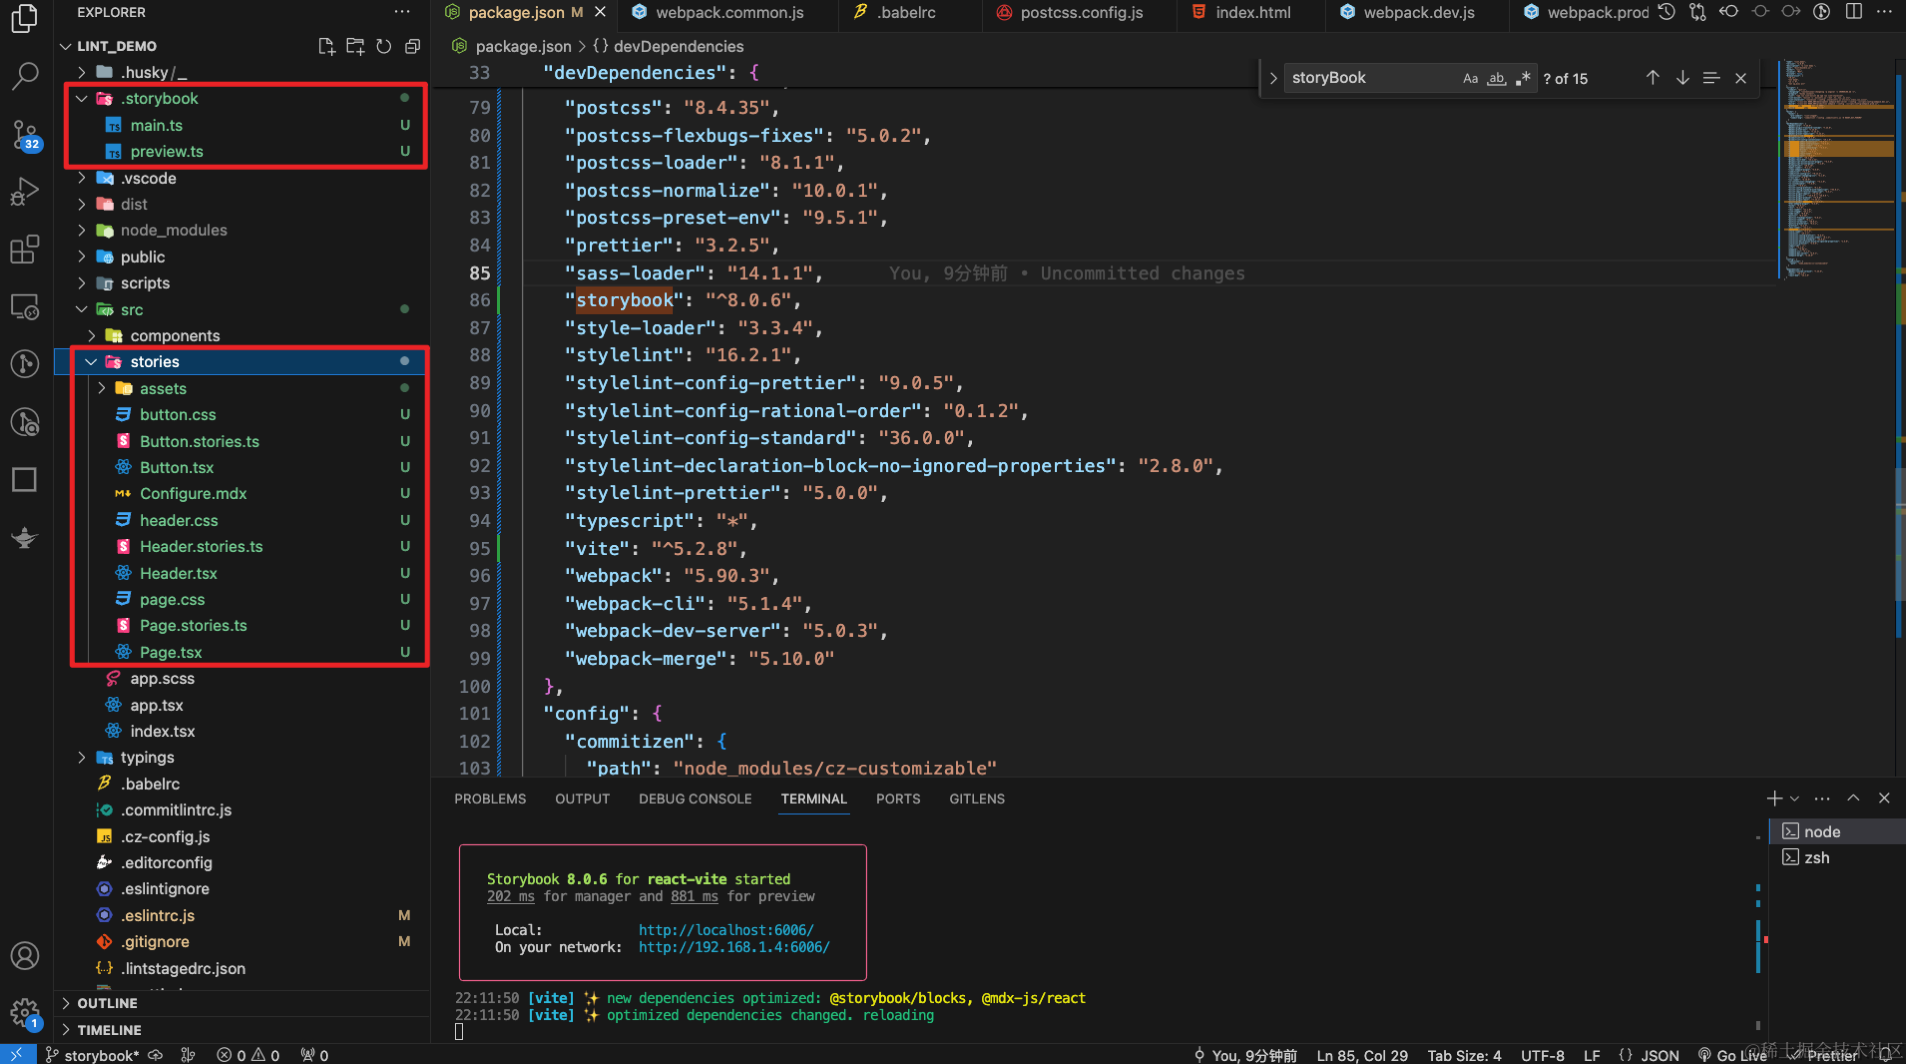 EXPLORER
LINT_DEMO
.husky/_
.storybook
main.ts U
preview.ts U
.vscode
dist
node_modules
public
scripts
src
components
stories
assets
button.css U
Button.stories.ts U
Button.tsx U
Configure.mdx U
header.css U
Header.stories.ts U
Header.tsx U
page.css U
Page.stories.ts U
Page.tsx U
app.scss
app.tsx
index.tsx
typings
.babelrc
.commitlintrc.js
.cz-config.js
.editorconfig
.eslintignore
.eslintrc.js M
.gitignore M
.lintstagedrc.json
OUTLINE
TIMELINE
32
1
package.json M
webpack.common.js
.babelrc
postcss.config.js
index.html
webpack.dev.js
webpack.prod
package.json > {} devDependencies
storyBook Aa ab ? of 15
33 "devDependencies": {
79 "postcss": "8.4.35",
80 "postcss-flexbugs-fixes": "5.0.2",
81 "postcss-loader": "8.1.1",
82 "postcss-normalize": "10.0.1",
83 "postcss-preset-env": "9.5.1",
84 "prettier": "3.2.5",
85 "sass-loader": "14.1.1", You, 9分钟前 • Uncommitted changes
86 "storybook": "^8.0.6",
87 "style-loader": "3.3.4",
88 "stylelint": "16.2.1",
89 "stylelint-config-prettier": "9.0.5",
90 "stylelint-config-rational-order": "0.1.2",
91 "stylelint-config-standard": "36.0.0",
92 "stylelint-declaration-block-no-ignored-properties": "2.8.0",
93 "stylelint-prettier": "5.0.0",
94 "typescript": "*",
95 "vite": "^5.2.8",
96 "webpack": "5.90.3",
97 "webpack-cli": "5.1.4",
98 "webpack-dev-server": "5.0.3",
99 "webpack-merge": "5.10.0"
100 },
101 "config": {
102 "commitizen": {
103 "path": "node_modules/cz-customizable"
PROBLEMS OUTPUT DEBUG CONSOLE TERMINAL PORTS GITLENS
node
zsh
Storybook 8.0.6 for react-vite started
202 ms for manager and 881 ms for preview
Local: http://localhost:6006/
On your network: http://192.168.1.4:6006/
22:11:50 [vite] ✨ new dependencies optimized: @storybook/blocks, @mdx-js/react
22:11:50 [vite] ✨ optimized dependencies changed. reloading
storybook* 0 0 0 You, 9分钟前 Ln 85, Col 29 Tab Size: 4 UTF-8 LF {} JSON Go Live Prettier
@稀土掘金技术社区